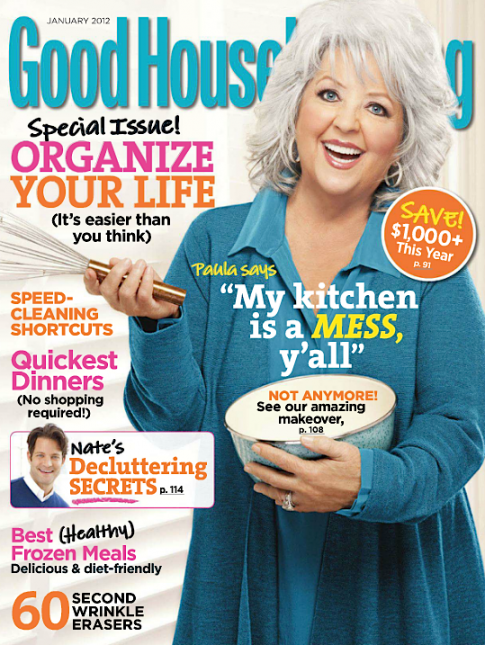 JANUARY 2012
Good House
ng
Special Issue!
ORGANIZE
YOUR LIFE
(It's easier than
you think)
SAVE!
$1,000+
This Year
p. 91
Paula says
"My kitchen
is a MESS,
y'all"
SPEED-
CLEANING
SHORTCUTS
Quickest
Dinners
(No shopping
required!)
NOT ANYMORE!
See our amazing
makeover,
p. 108
Nate's
Decluttering
SECRETS p. 114
Best (Healthy)
Frozen Meals
Delicious & diet-friendly
60 SECOND
WRINKLE
ERASERS